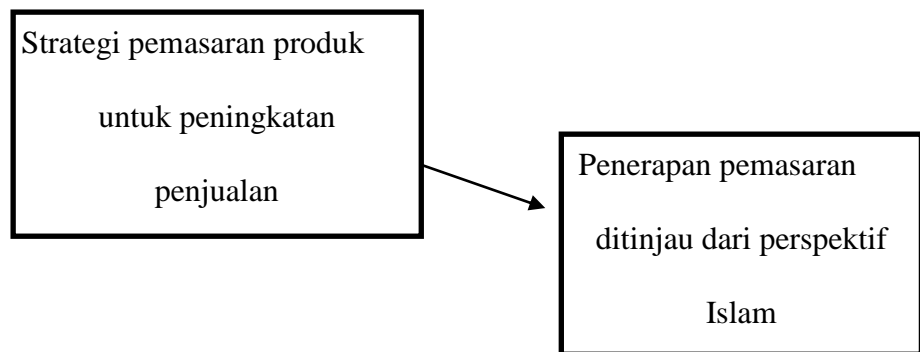 Strategi pemasaran produk
untuk peningkatan
penjualan
Penerapan pemasaran
ditinjau dari perspektif
Islam